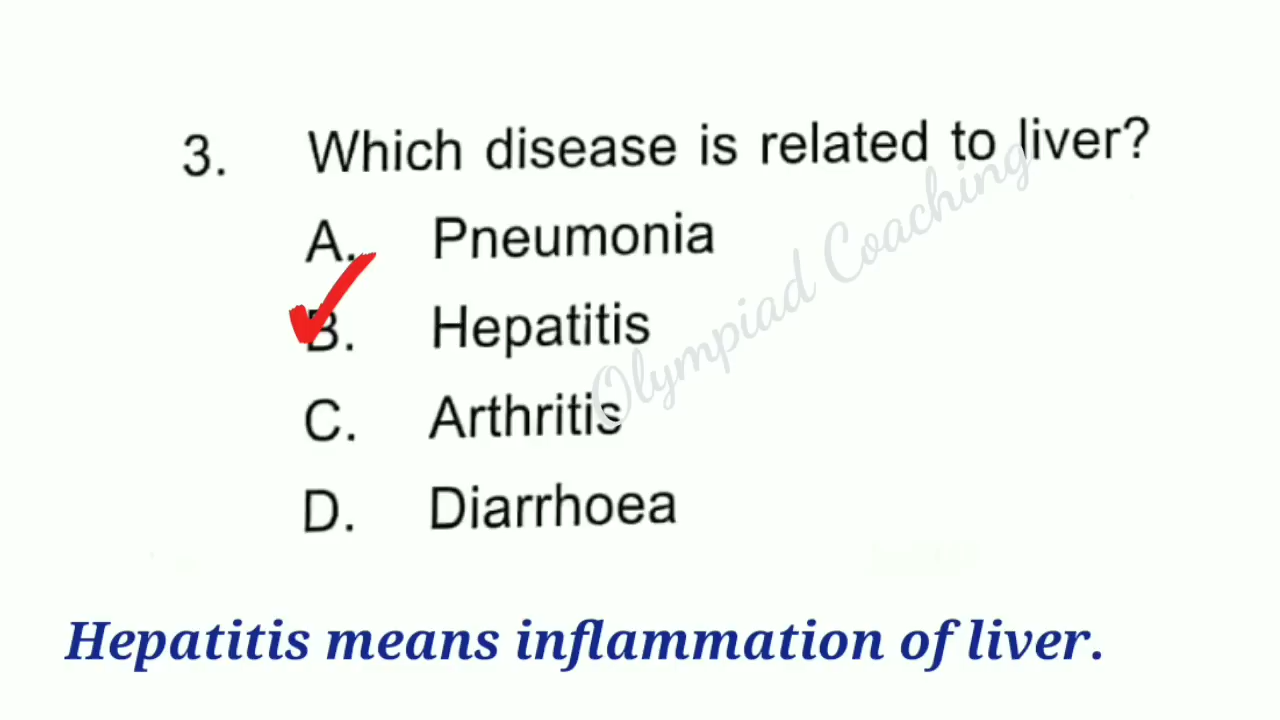 3. Which disease is related to liver?
A. Pneumonia
B. Hepatitis
C. Arthritis
D. Diarrhoea
Olympiad Coaching
Hepatitis means inflammation of liver.